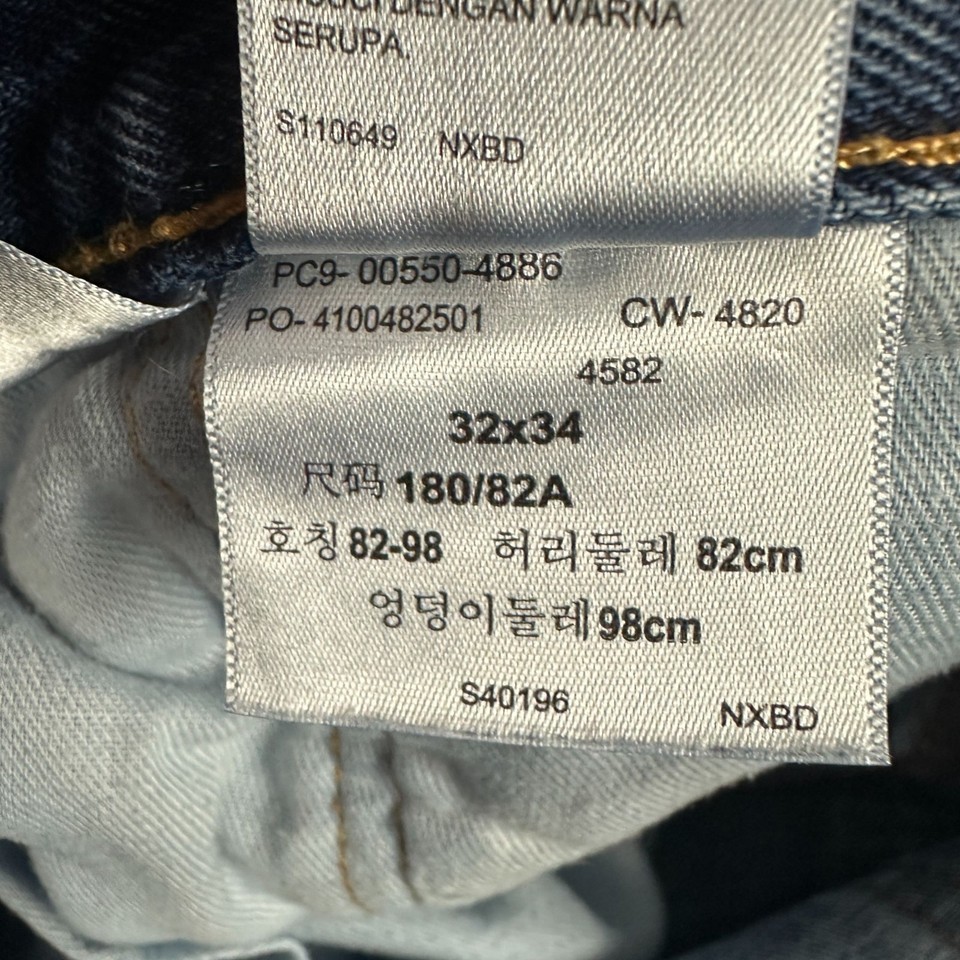 DENGAN WARNA
SERUPA.
S110649 NXBD
PC9- 00550-4886
PO- 4100482501 CW- 4820
4582
32x34
尺码 180/82A
호칭 82-98 허리둘레 82cm
엉덩이둘레 98cm
S40196 NXBD